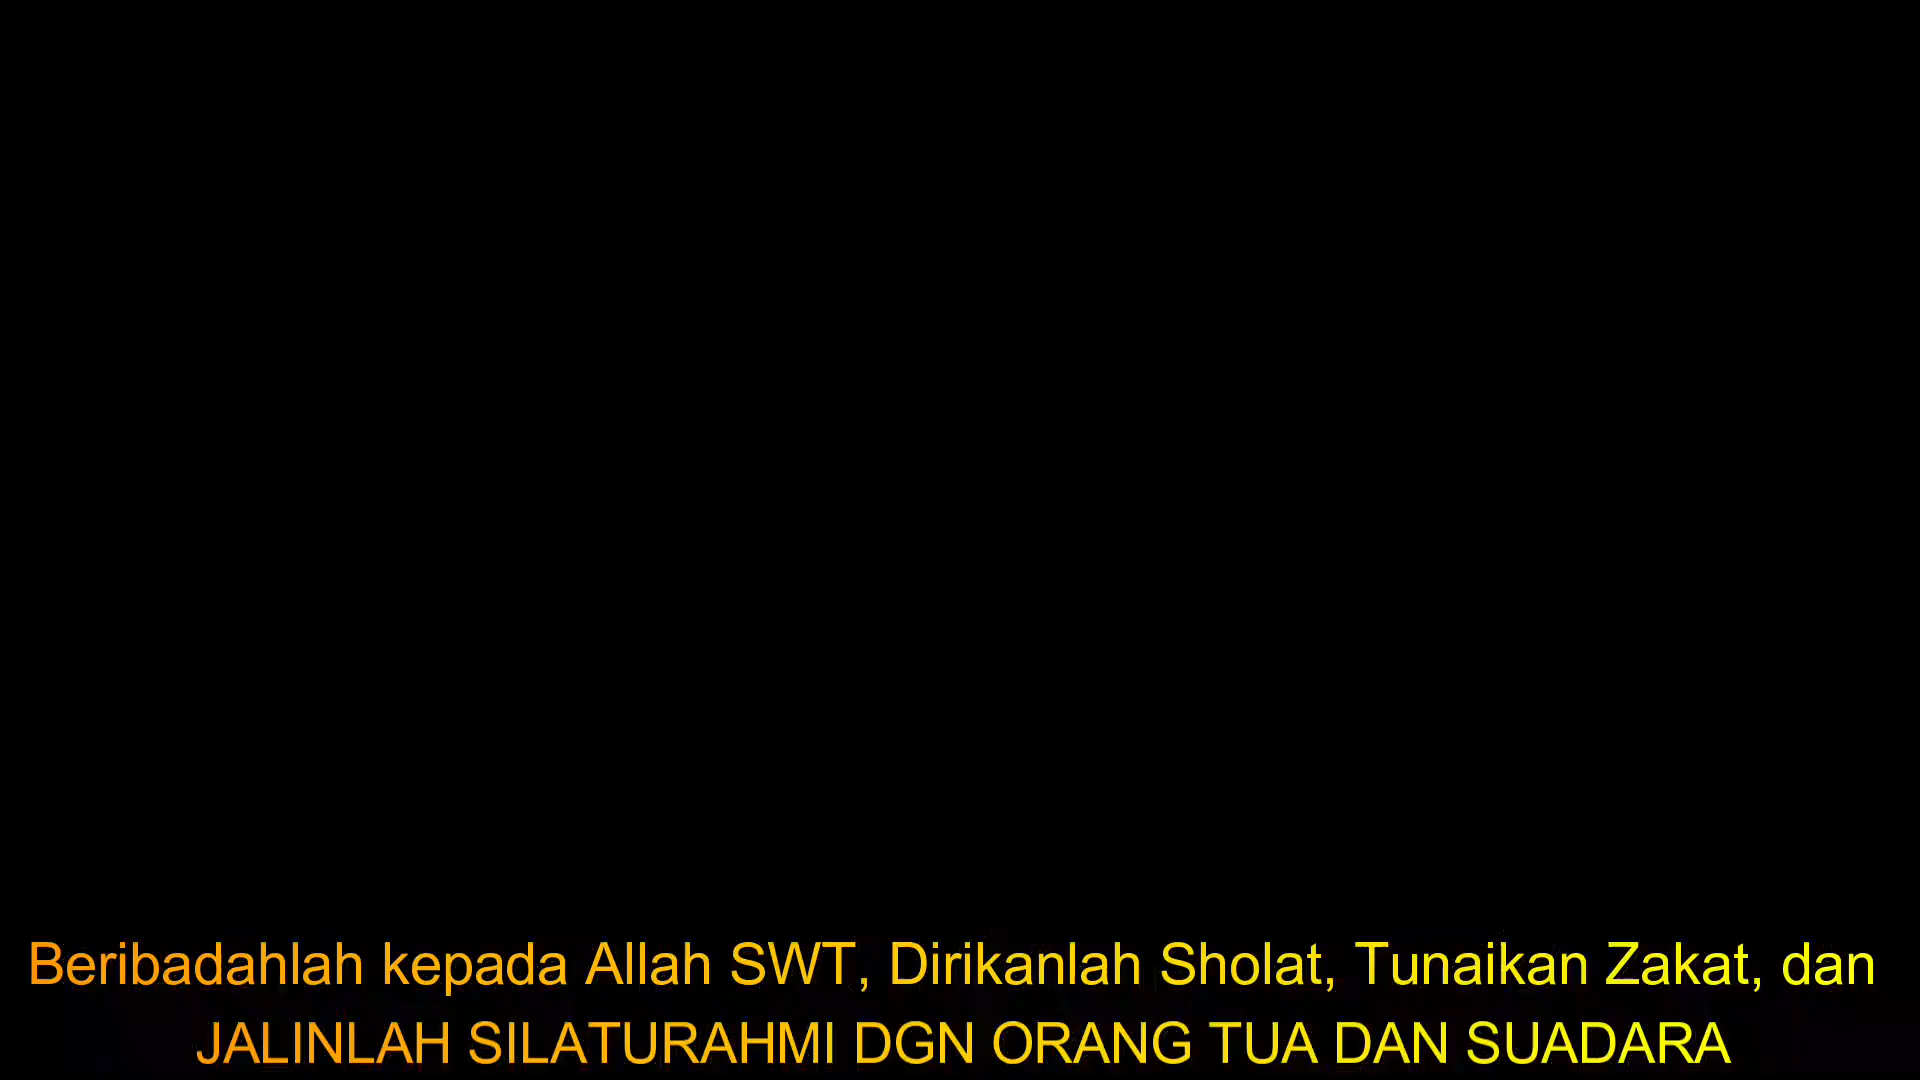 Beribadahlah kepada Allah SWT, Dirikanlah Sholat, Tunaikan Zakat, dan
JALINLAH SILATURAHMI DGN ORANG TUA DAN SUADARA